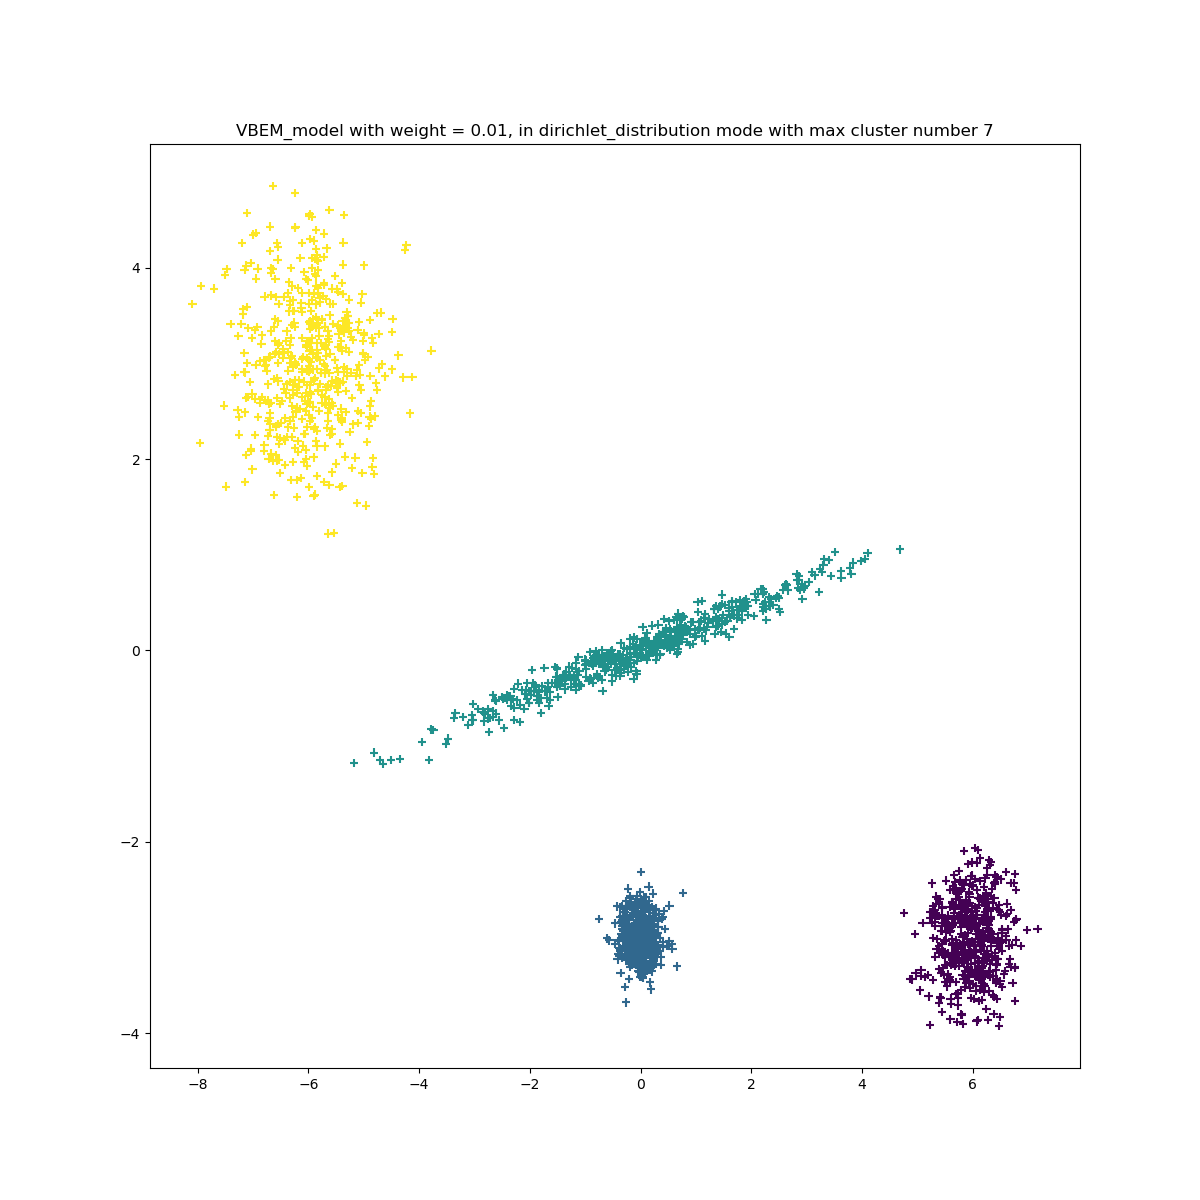 VBEM_model with weight = 0.01, in dirichlet_distribution mode with max cluster number 7
4
2
0
−2
−4
−8 −6 −4 −2 0 2 4 6